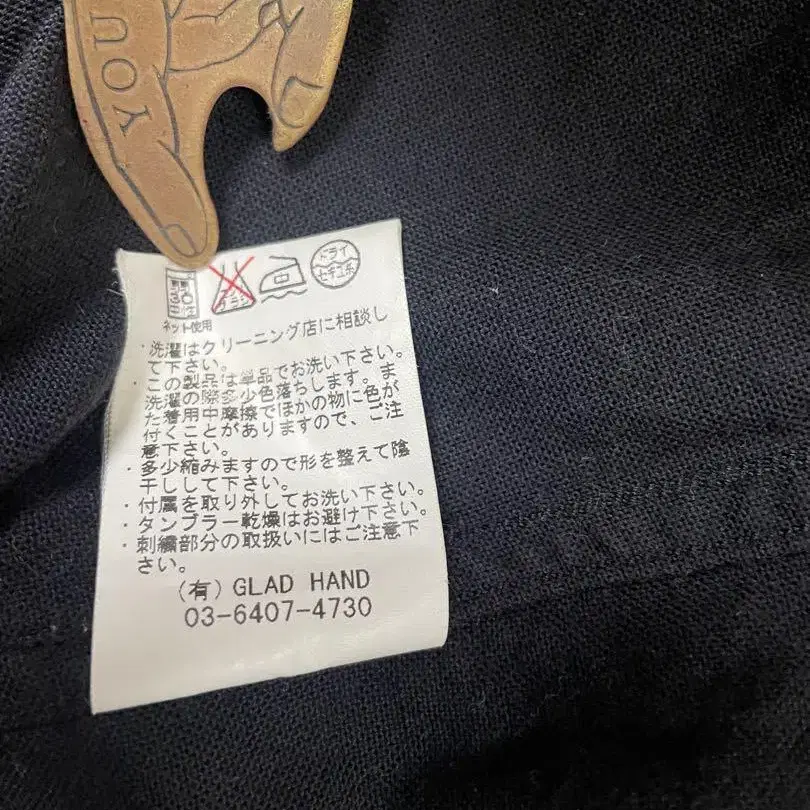 YOU
ドライ
セキユ系
ネット使用
・洗濯はクリーニング店に相談し
て下さい。
・この製品は単品でお洗い下さい。
洗濯の際多少色落ちします。ま
た着用中摩擦でほかの物に色が
付くことがありますので、ご注
意下さい。
・多少縮みますので形を整えて陰
干しして下さい。
・付属を取り外してお洗い下さい。
・タンブラー乾燥はお避け下さい。
・刺繍部分の取扱いにはご注意下
さい。
(有) GLAD HAND
03-6407-4730